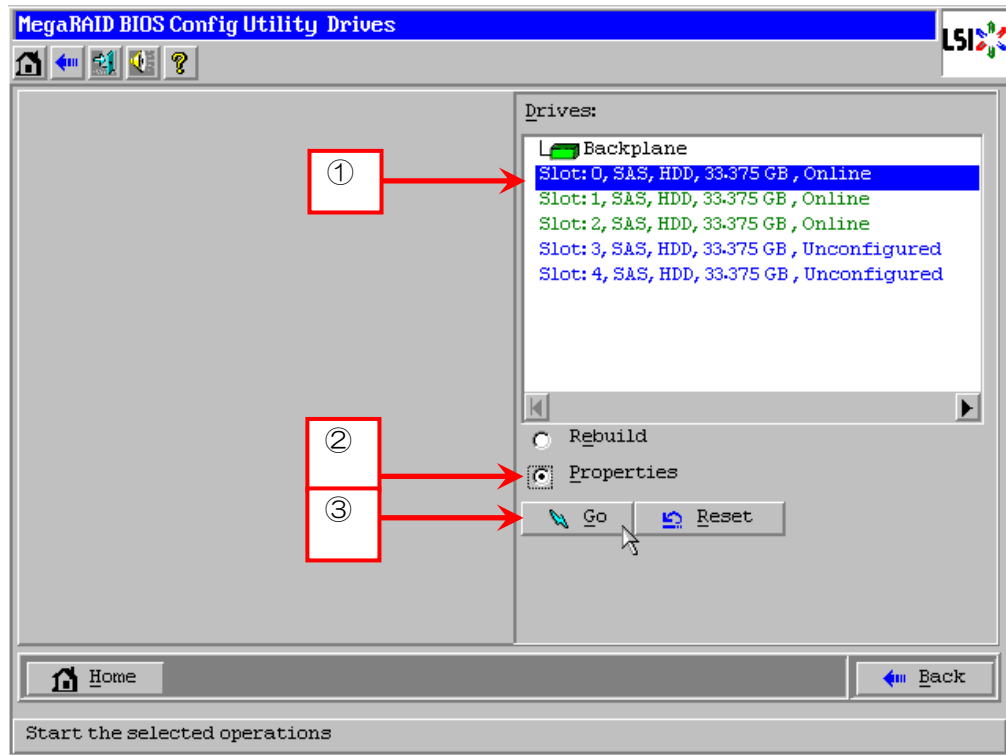 MegaRAID BIOS Config Utility Drives
LSI
Drives:
Backplane
①
Slot: 0, SAS, HDD, 33.375 GB , Online
Slot: 1, SAS, HDD, 33.375 GB , Online
Slot: 2, SAS, HDD, 33.375 GB , Online
Slot: 3, SAS, HDD, 33.375 GB , Unconfigured
Slot: 4, SAS, HDD, 33.375 GB , Unconfigured
②
Rebuild
Properties
③
Go
Reset
Home
Back
Start the selected operations